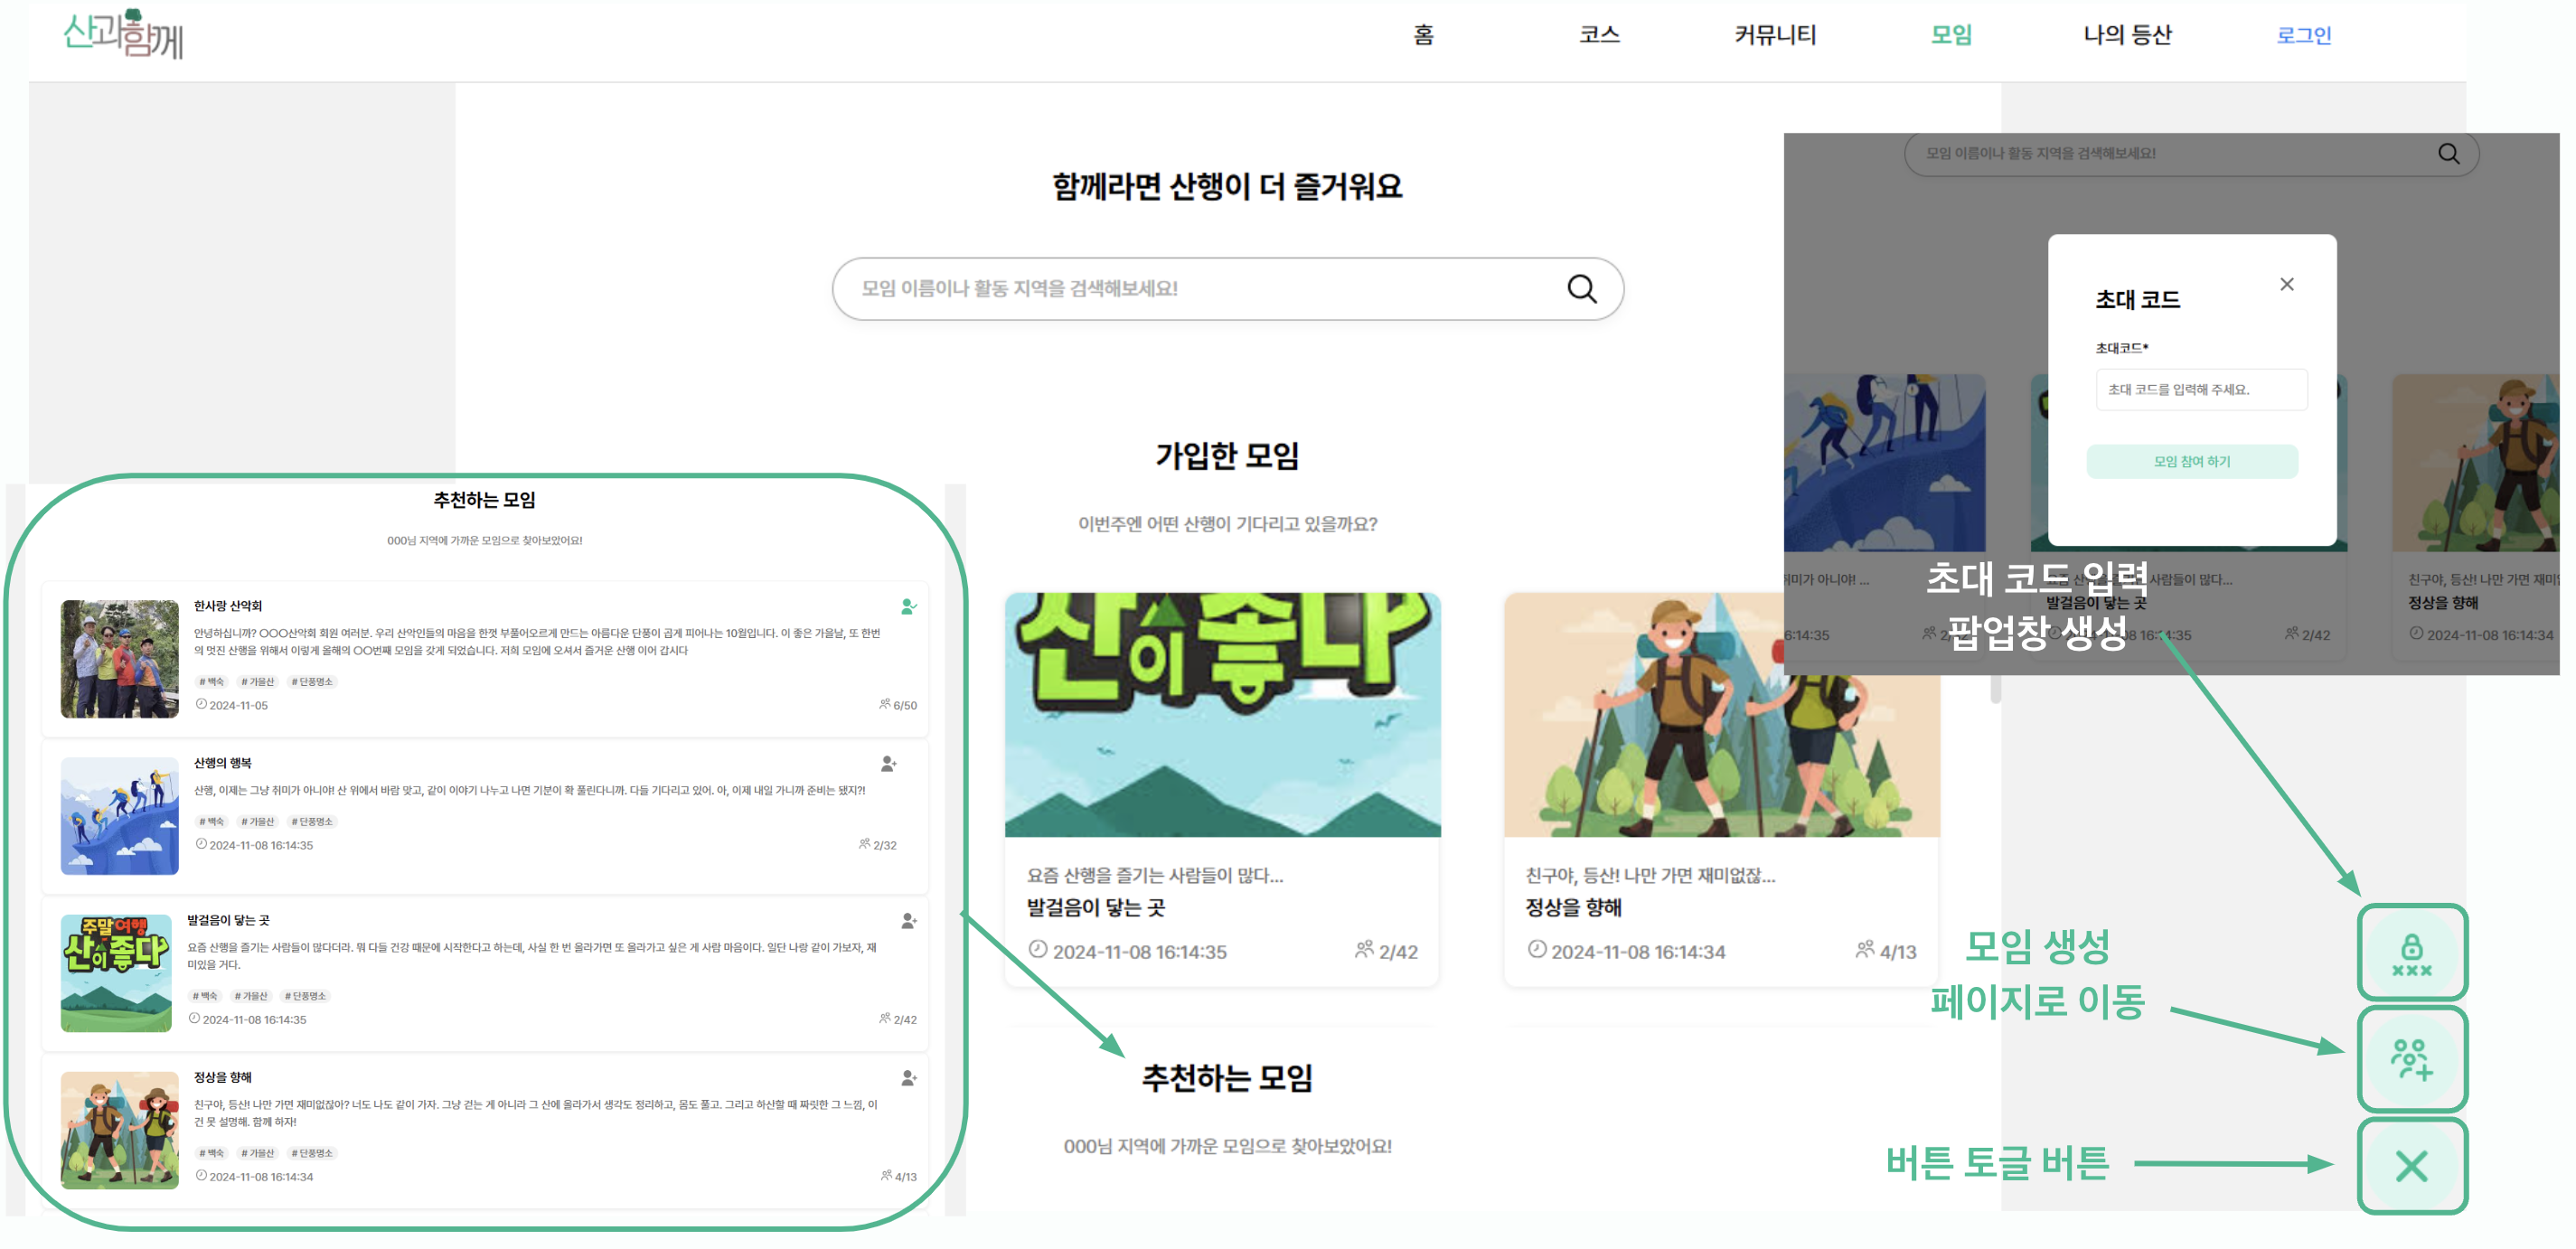 산과함께
홈
코스
커뮤니티
모임
나의 등산
로그인
함께라면 산행이 더 즐거워요
모임 이름이나 활동 지역을 검색해보세요!
가입한 모임
이번주엔 어떤 산행이 기다리고 있을까요?
산이 좋다
요즘 산행을 즐기는 사람들이 많다...
발걸음이 닿는 곳
2024-11-08 16:14:35
2/42
친구야, 등산! 나만 가면 재미없잖...
정상을 향해
2024-11-08 16:14:34
4/13
추천하는 모임
000님 지역에 가까운 모임으로 찾아보았어요!
추천하는 모임
000님 지역에 가까운 모임으로 찾아보았어요!
한사랑 산악회
안녕하십니까? OOO산악회 회원 여러분. 우리 산악인들의 마음을 한껏 부풀어오르게 만드는 아름다운 단풍이 곱게 피어나는 10월입니다. 이 좋은 가을날, 또 한번
의 멋진 산행을 위해서 이렇게 올해의 OO번째 모임을 갖게 되었습니다. 저희 모임에 오셔서 즐거운 산행 이어 갑시다
# 백숙 # 가을산 # 단풍명소
2024-11-05
6/50
산행의 행복
산행, 이제는 그냥 취미가 아니야! 산 위에서 바람 맞고, 같이 이야기 나누고 나면 기분이 확 풀린다니까. 다들 기다리고 있어. 아, 이제 내일 가니까 준비는 됐지?!
# 백숙 # 가을산 # 단풍명소
2024-11-08 16:14:35
2/32
주말여행
산이 좋다
발걸음이 닿는 곳
요즘 산행을 즐기는 사람들이 많다더라. 뭐 다들 건강 때문에 시작한다고 하는데, 사실 한 번 올라가면 또 올라가고 싶은 게 사람 마음이다. 일단 나랑 같이 가보자, 재
미있을 거다.
# 백숙 # 가을산 # 단풍명소
2024-11-08 16:14:35
2/42
정상을 향해
친구야, 등산! 나만 가면 재미없잖아? 너도 나도 같이 가자. 그냥 걷는 게 아니라 그 산에 올라가서 생각도 정리하고, 몸도 풀고. 그리고 하산할 때 짜릿한 그 느낌, 이
건 못 설명해. 함께 하자!
# 백숙 # 가을산 # 단풍명소
2024-11-08 16:14:34
4/13
모임 이름이나 활동 지역을 검색해보세요!
초대 코드
초대코드*
초대 코드를 입력해 주세요.
모임 참여 하기
취미가 아니야! ...
6:14:35
사람들이 많다...
발걸음이 닿는 곳
2/42
친구야, 등산! 나만 가면 재미
정상을 향해
2024-11-08 16:14:34
초대 코드 입력
팝업창 생성
모임 생성
페이지로 이동
버튼 토글 버튼
xxx